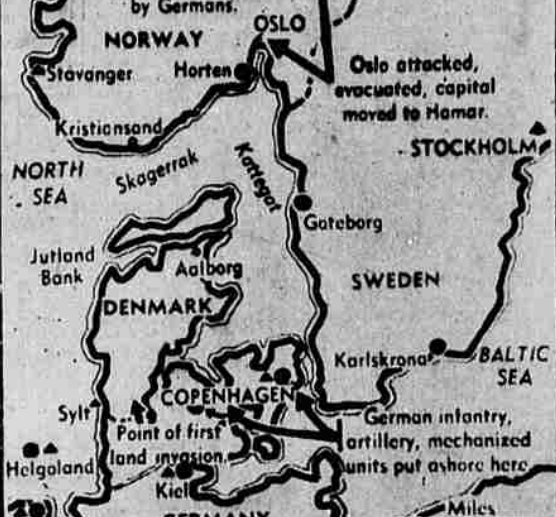 by Germans.
OSLO
NORWAY
Stavanger
Horten
Oslo attacked,
evacuated, capital
moved to Hamar.
Kristiansand
STOCKHOLM
NORTH
SEA
Skagerrak
Kattegat
Goteborg
Jutland
Bank
Aalborg
SWEDEN
DENMARK
Karlskrona
BALTIC
SEA
COPENHAGEN
Sylt
Point of first
land invasion.
German infantry,
artillery, mechanized
units put ashore here
Helgoland
Kiel
GERMANY
Miles